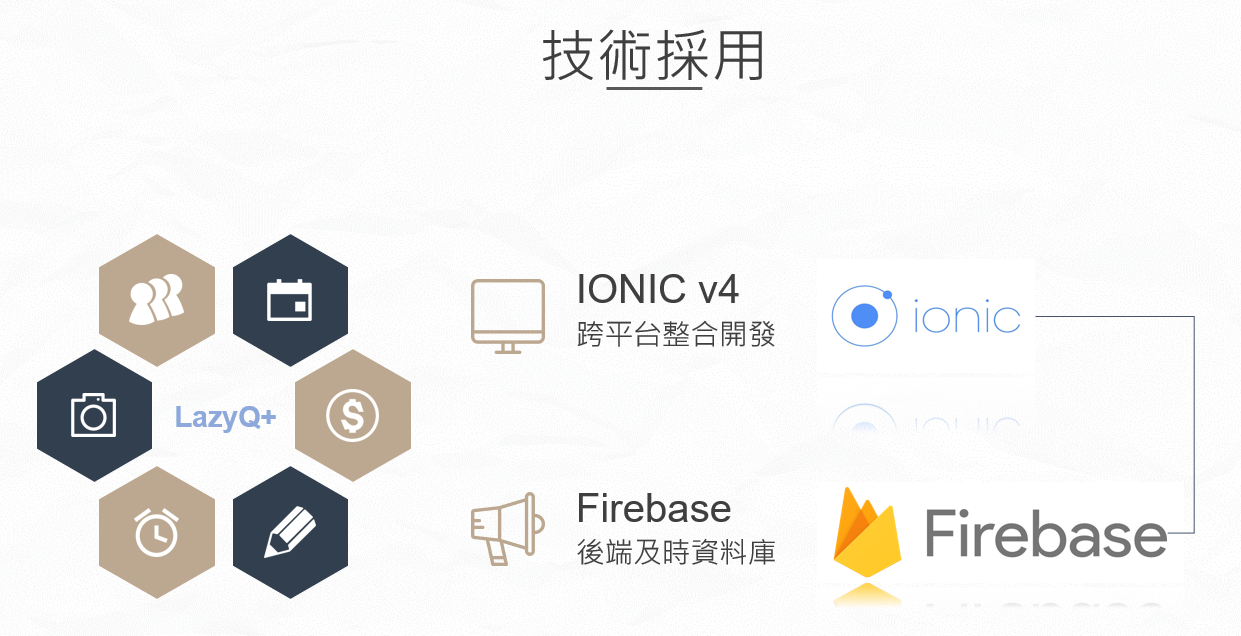 技術採用
LazyQ+
IONIC v4
跨平台整合開發
ionic
Firebase
後端及時資料庫
Firebase